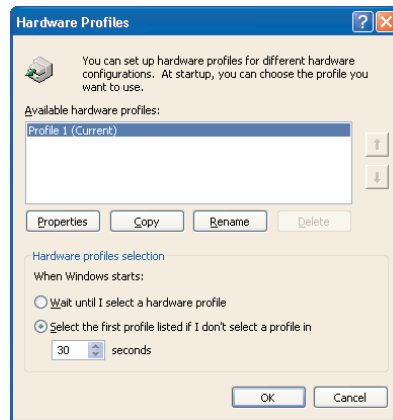 Hardware Profiles
You can set up hardware profiles for different hardware
configurations. At startup, you can choose the profile you
want to use.
Available hardware profiles:
Profile 1 (Current)
Properties
Copy
Rename
Delete
Hardware profiles selection
When Windows starts:
Wait until I select a hardware profile
Select the first profile listed if I don't select a profile in
30 seconds
OK
Cancel